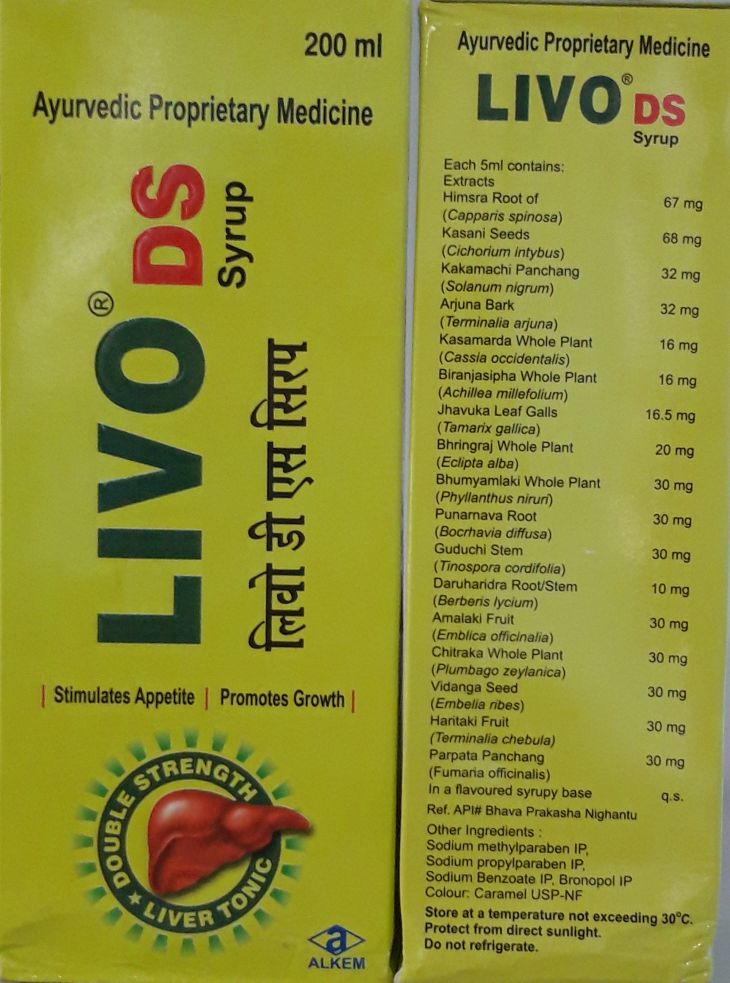 200 ml
Ayurvedic Proprietary Medicine
LIVO® DS
Syrup
लिवो डी एस सिरप
| Stimulates Appetite | Promotes Growth |
DOUBLE STRENGTH
★ LIVER TONIC
a
ALKEM
Ayurvedic Proprietary Medicine
LIVO® DS
Syrup
Each 5ml contains:
Extracts
Himsra Root of 67 mg
(Capparis spinosa)
Kasani Seeds 68 mg
(Cichorium intybus)
Kakamachi Panchang 32 mg
(Solanum nigrum)
Arjuna Bark 32 mg
(Terminalia arjuna)
Kasamarda Whole Plant 16 mg
(Cassia occidentalis)
Biranjasipha Whole Plant 16 mg
(Achillea millefolium)
Jhavuka Leaf Galls 16.5 mg
(Tamarix gallica)
Bhringraj Whole Plant 20 mg
(Eclipta alba)
Bhumyamlaki Whole Plant 30 mg
(Phyllanthus niruri)
Punarnava Root 30 mg
(Bocrhavia diffusa)
Guduchi Stem 30 mg
(Tinospora cordifolia)
Daruharidra Root/Stem 10 mg
(Berberis lycium)
Amalaki Fruit 30 mg
(Emblica officinalia)
Chitraka Whole Plant 30 mg
(Plumbago zeylanica)
Vidanga Seed 30 mg
(Embelia ribes)
Haritaki Fruit 30 mg
(Terminalia chebula)
Parpata Panchang 30 mg
(Fumaria officinalis)
In a flavoured syrupy base q.s.
Ref. API# Bhava Prakasha Nighantu
Other Ingredients :
Sodium methylparaben IP,
Sodium propylparaben IP,
Sodium Benzoate IP, Bronopol IP
Colour: Caramel USP-NF
Store at a temperature not exceeding 30°C.
Protect from direct sunlight.
Do not refrigerate.